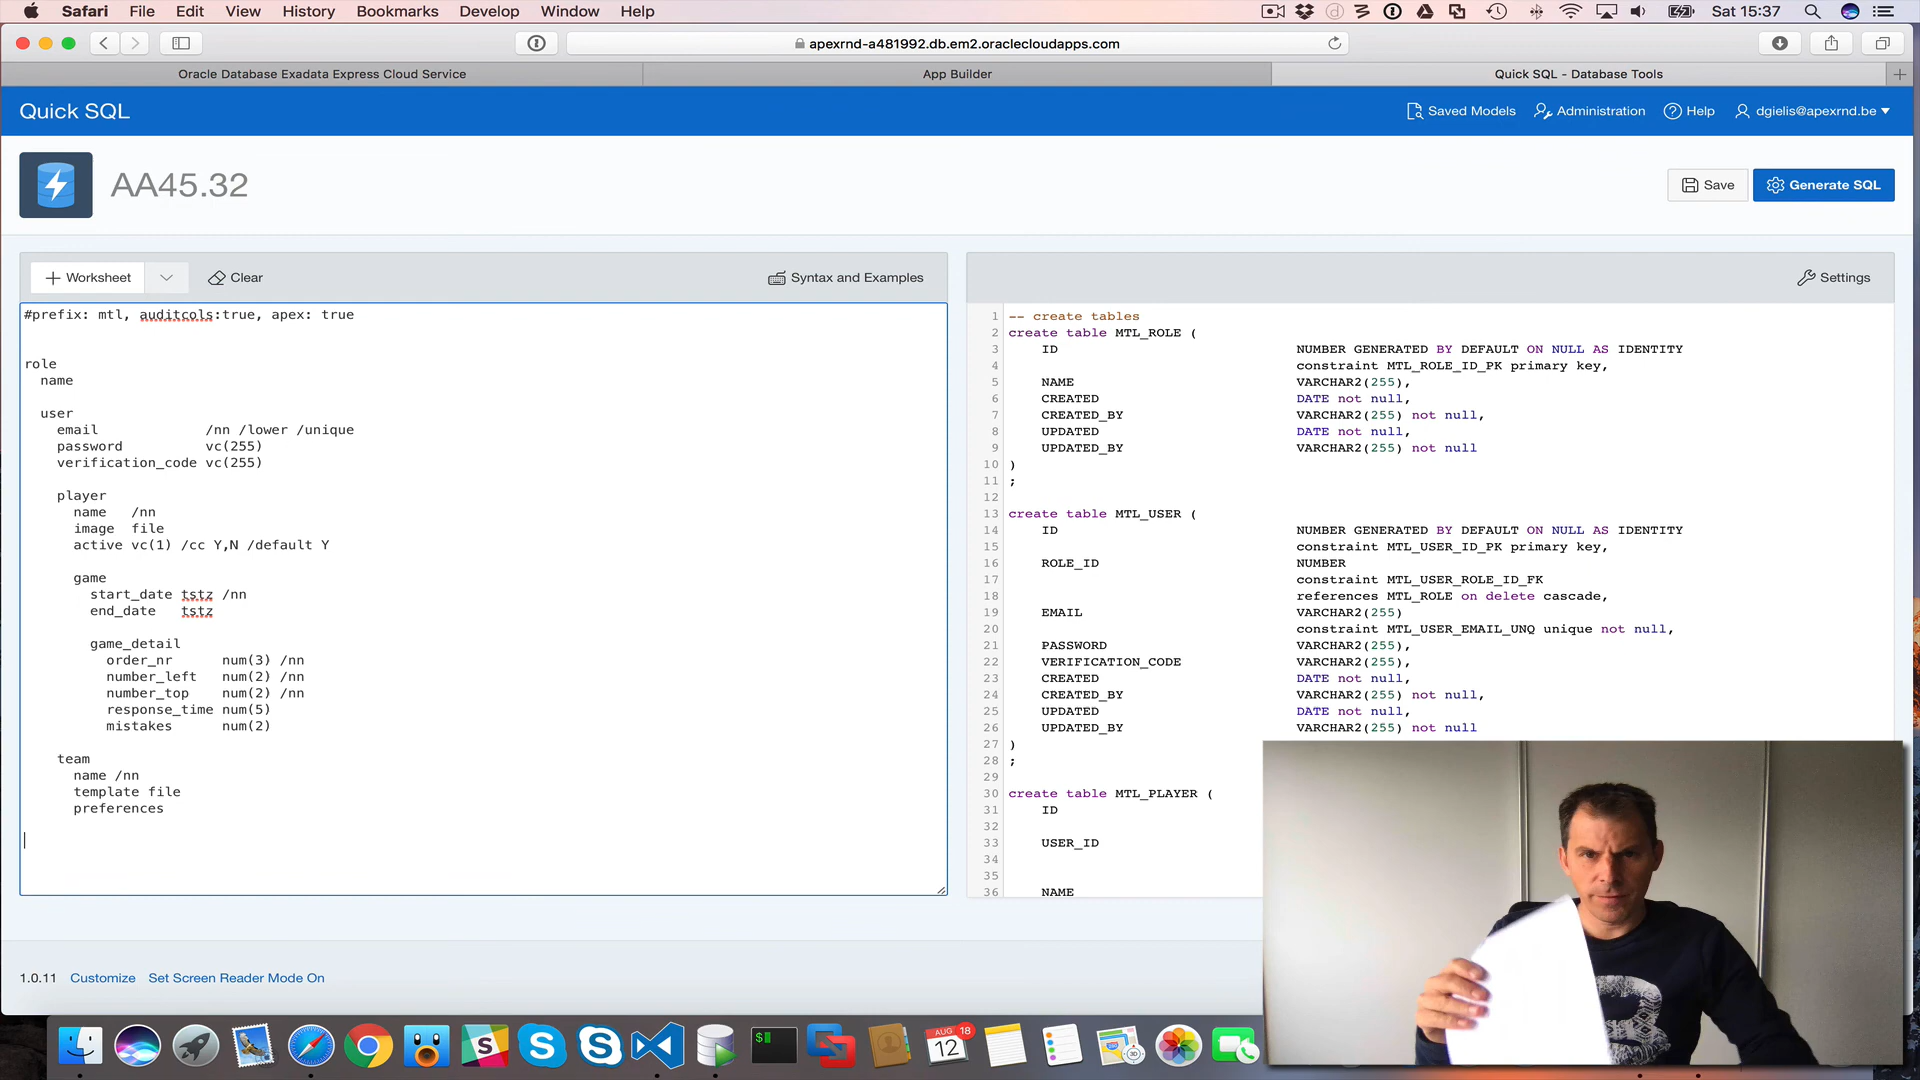 Safari File Edit View History Bookmarks Develop Window Help Sat 15:37
apexrnd-a481992.db.em2.oraclecloudapps.com
Oracle Database Exadata Express Cloud Service App Builder Quick SQL - Database Tools
Quick SQL Saved Models Administration Help dgielis@apexrnd.be
AA45.32 Save Generate SQL
Worksheet Clear Syntax and Examples Settings
#prefix: mtl, auditcols:true, apex: true
role
name
user
email /nn /lower /unique
password vc(255)
verification_code vc(255)
player
name /nn
image file
active vc(1) /cc Y,N /default Y
game
start_date tstz /nn
end_date tstz
game_detail
order_nr num(3) /nn
number_left num(2) /nn
number_top num(2) /nn
response_time num(5)
mistakes num(2)
team
name /nn
template file
preferences
1 -- create tables
2 create table MTL_ROLE (
3 ID NUMBER GENERATED BY DEFAULT ON NULL AS IDENTITY
4 constraint MTL_ROLE_ID_PK primary key,
5 NAME VARCHAR2(255),
6 CREATED DATE not null,
7 CREATED_BY VARCHAR2(255) not null,
8 UPDATED DATE not null,
9 UPDATED_BY VARCHAR2(255) not null
10 )
11 ;
12
13 create table MTL_USER (
14 ID NUMBER GENERATED BY DEFAULT ON NULL AS IDENTITY
15 constraint MTL_USER_ID_PK primary key,
16 ROLE_ID NUMBER
17 constraint MTL_USER_ROLE_ID_FK
18 references MTL_ROLE on delete cascade,
19 EMAIL VARCHAR2(255)
20 constraint MTL_USER_EMAIL_UNQ unique not null,
21 PASSWORD VARCHAR2(255),
22 VERIFICATION_CODE VARCHAR2(255),
23 CREATED DATE not null,
24 CREATED_BY VARCHAR2(255) not null,
25 UPDATED DATE not null,
26 UPDATED_BY VARCHAR2(255) not null
27 )
28 ;
29
30 create table MTL_PLAYER (
31 ID
32
33 USER_ID
34
35
36 NAME
1.0.11 Customize Set Screen Reader Mode On
AUG 18
12
3D